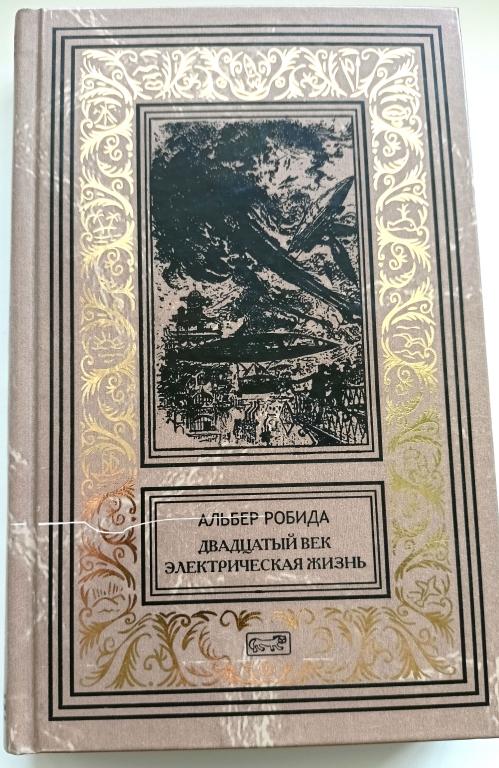 АЛЬБЕР РОБИДА
ДВАДЦАТЫЙ ВЕК
ЭЛЕКТРИЧЕСКАЯ ЖИЗНЬ